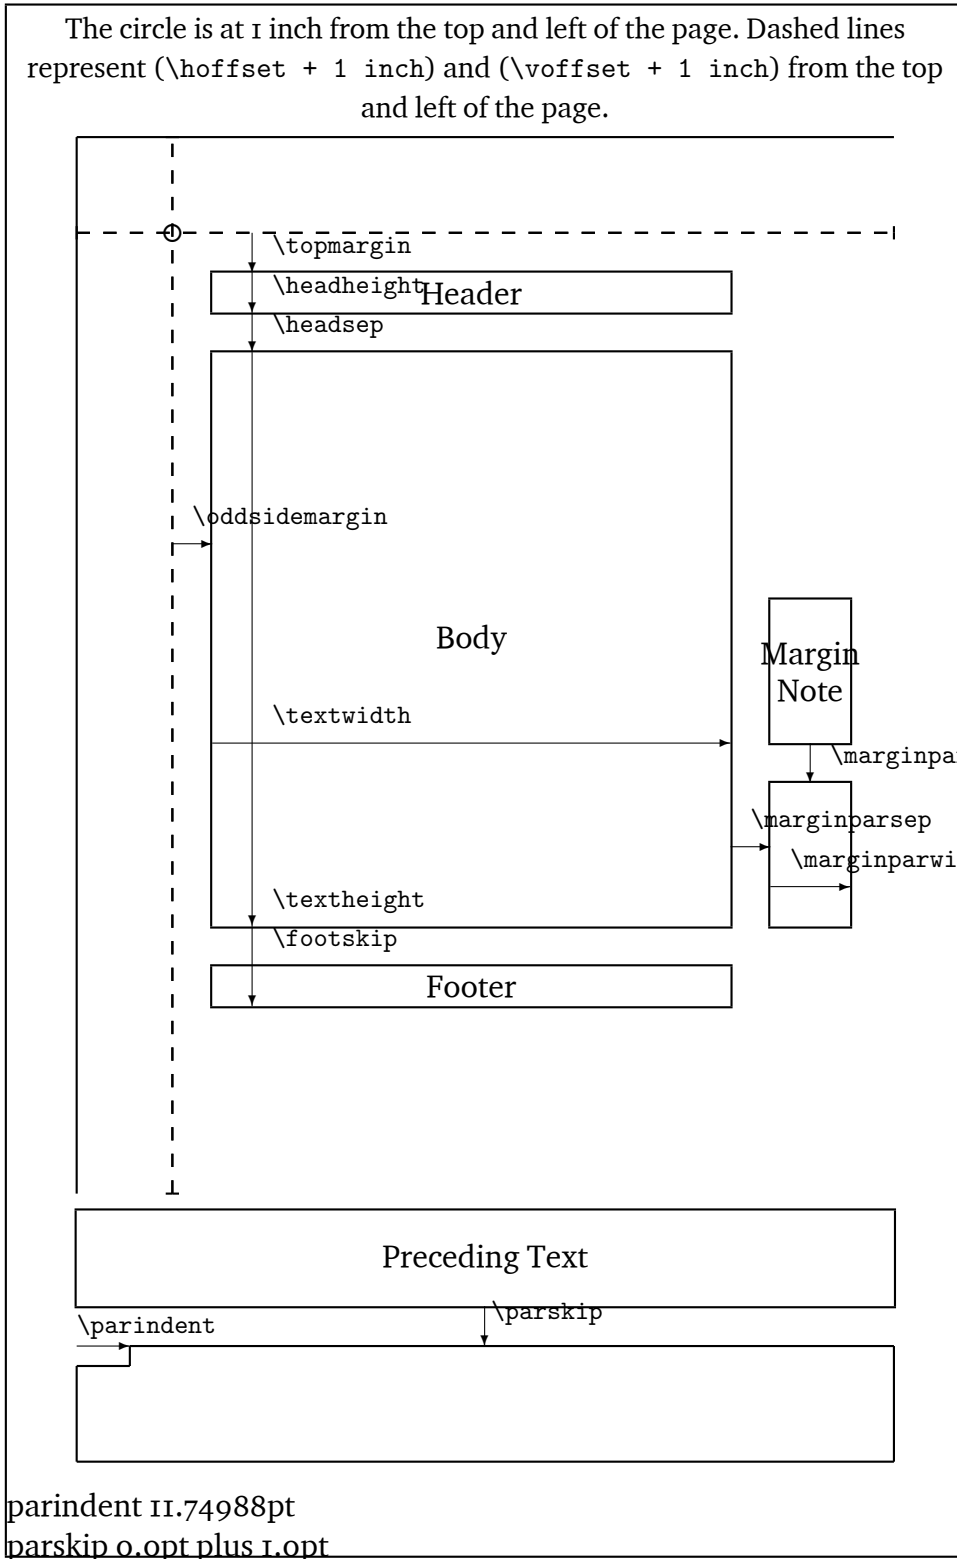 The circle is at 1 inch from the top and left of the page. Dashed lines
represent (\hoffset + 1 inch) and (\voffset + 1 inch) from the top
and left of the page.
\topmargin
\headheight
Header
\headsep
\oddsidemargin
Body
Margin
Note
\textwidth
\marginpa
\marginparsep
\marginparwi
\textheight
\footskip
Footer
Preceding Text
\parskip
\parindent
parindent 11.74988pt
parskip 0.0pt plus 1.0pt